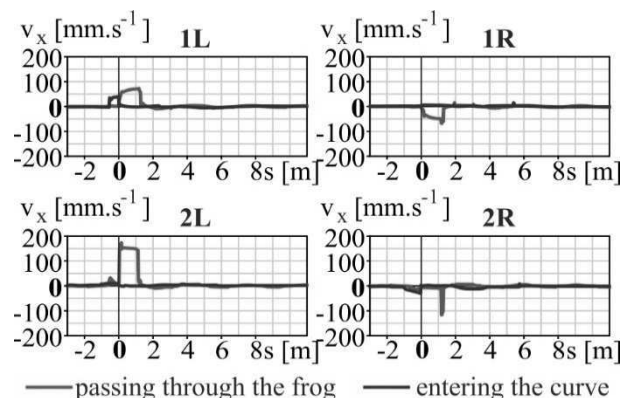 vₓ [mm.s⁻¹] 1L
200
100
0
-100
-200
-2 0 2 4 6 8s [m]
vₓ [mm.s⁻¹] 1R
200
100
0
-100
-200
-2 0 2 4 6 8s [m]
vₓ [mm.s⁻¹] 2L
200
100
0
-100
-200
-2 0 2 4 6 8s [m]
vₓ [mm.s⁻¹] 2R
200
100
0
-100
-200
-2 0 2 4 6 8s [m]
passing through the frog entering the curve